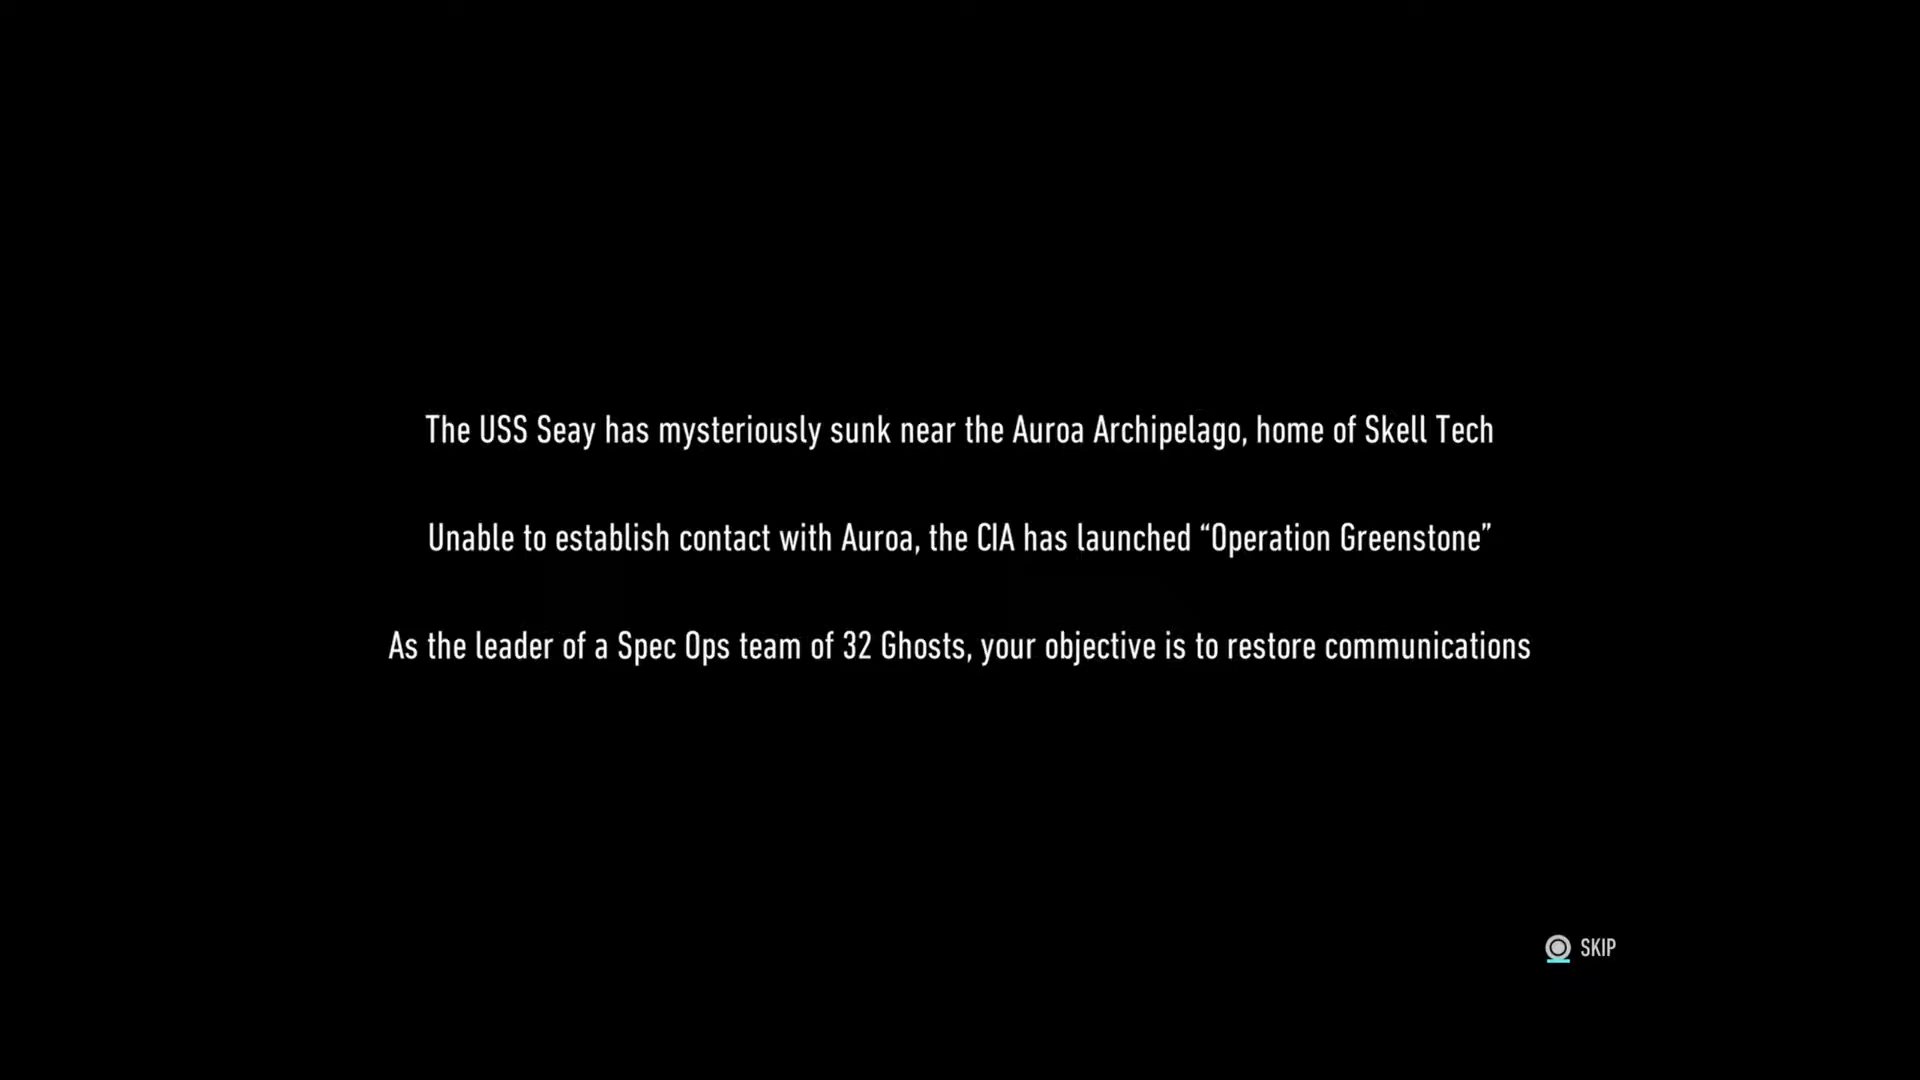 The USS Seay has mysteriously sunk near the Auroa Archipelago, home of Skell Tech
Unable to establish contact with Auroa, the CIA has launched “Operation Greenstone”
As the leader of a Spec Ops team of 32 Ghosts, your objective is to restore communications
SKIP